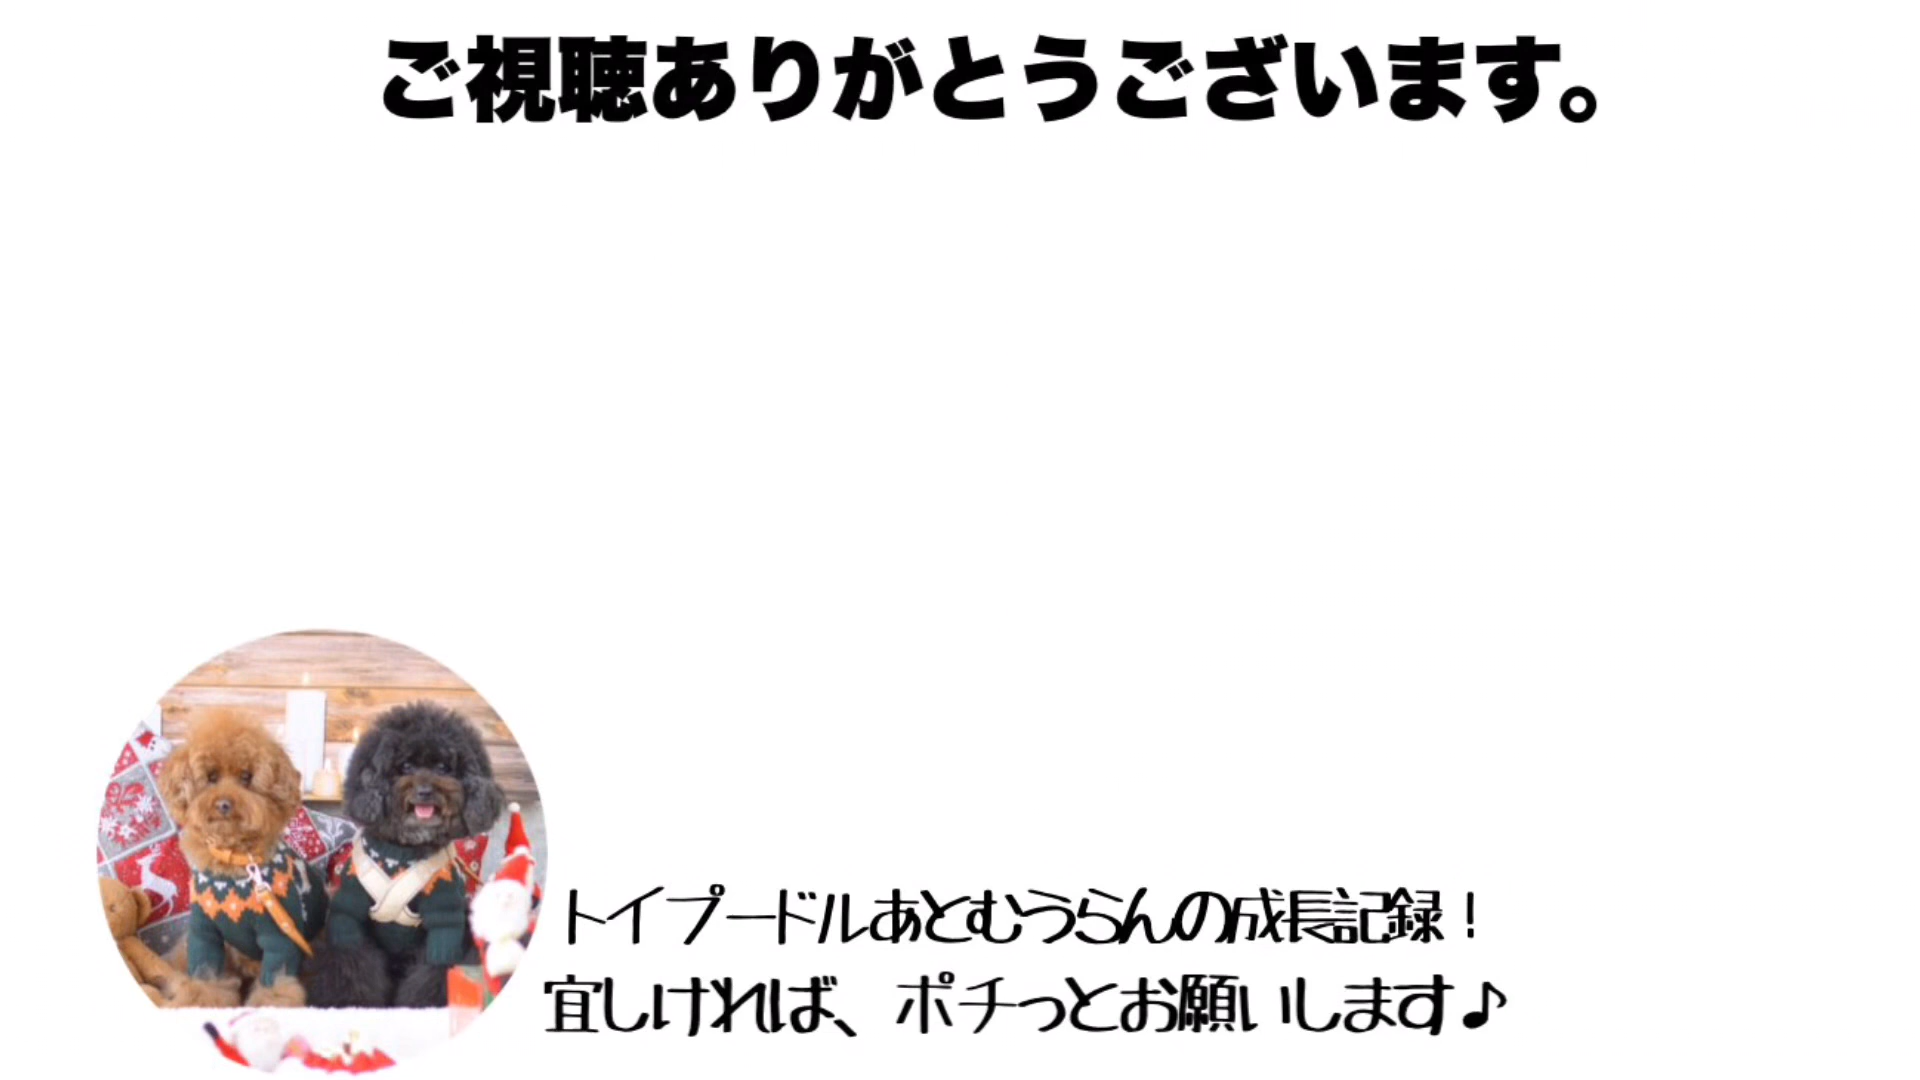 ご視聴ありがとうございます。
トイプードルあとむうらんの成長記録！
宜しければ、ポチっとお願いします♪